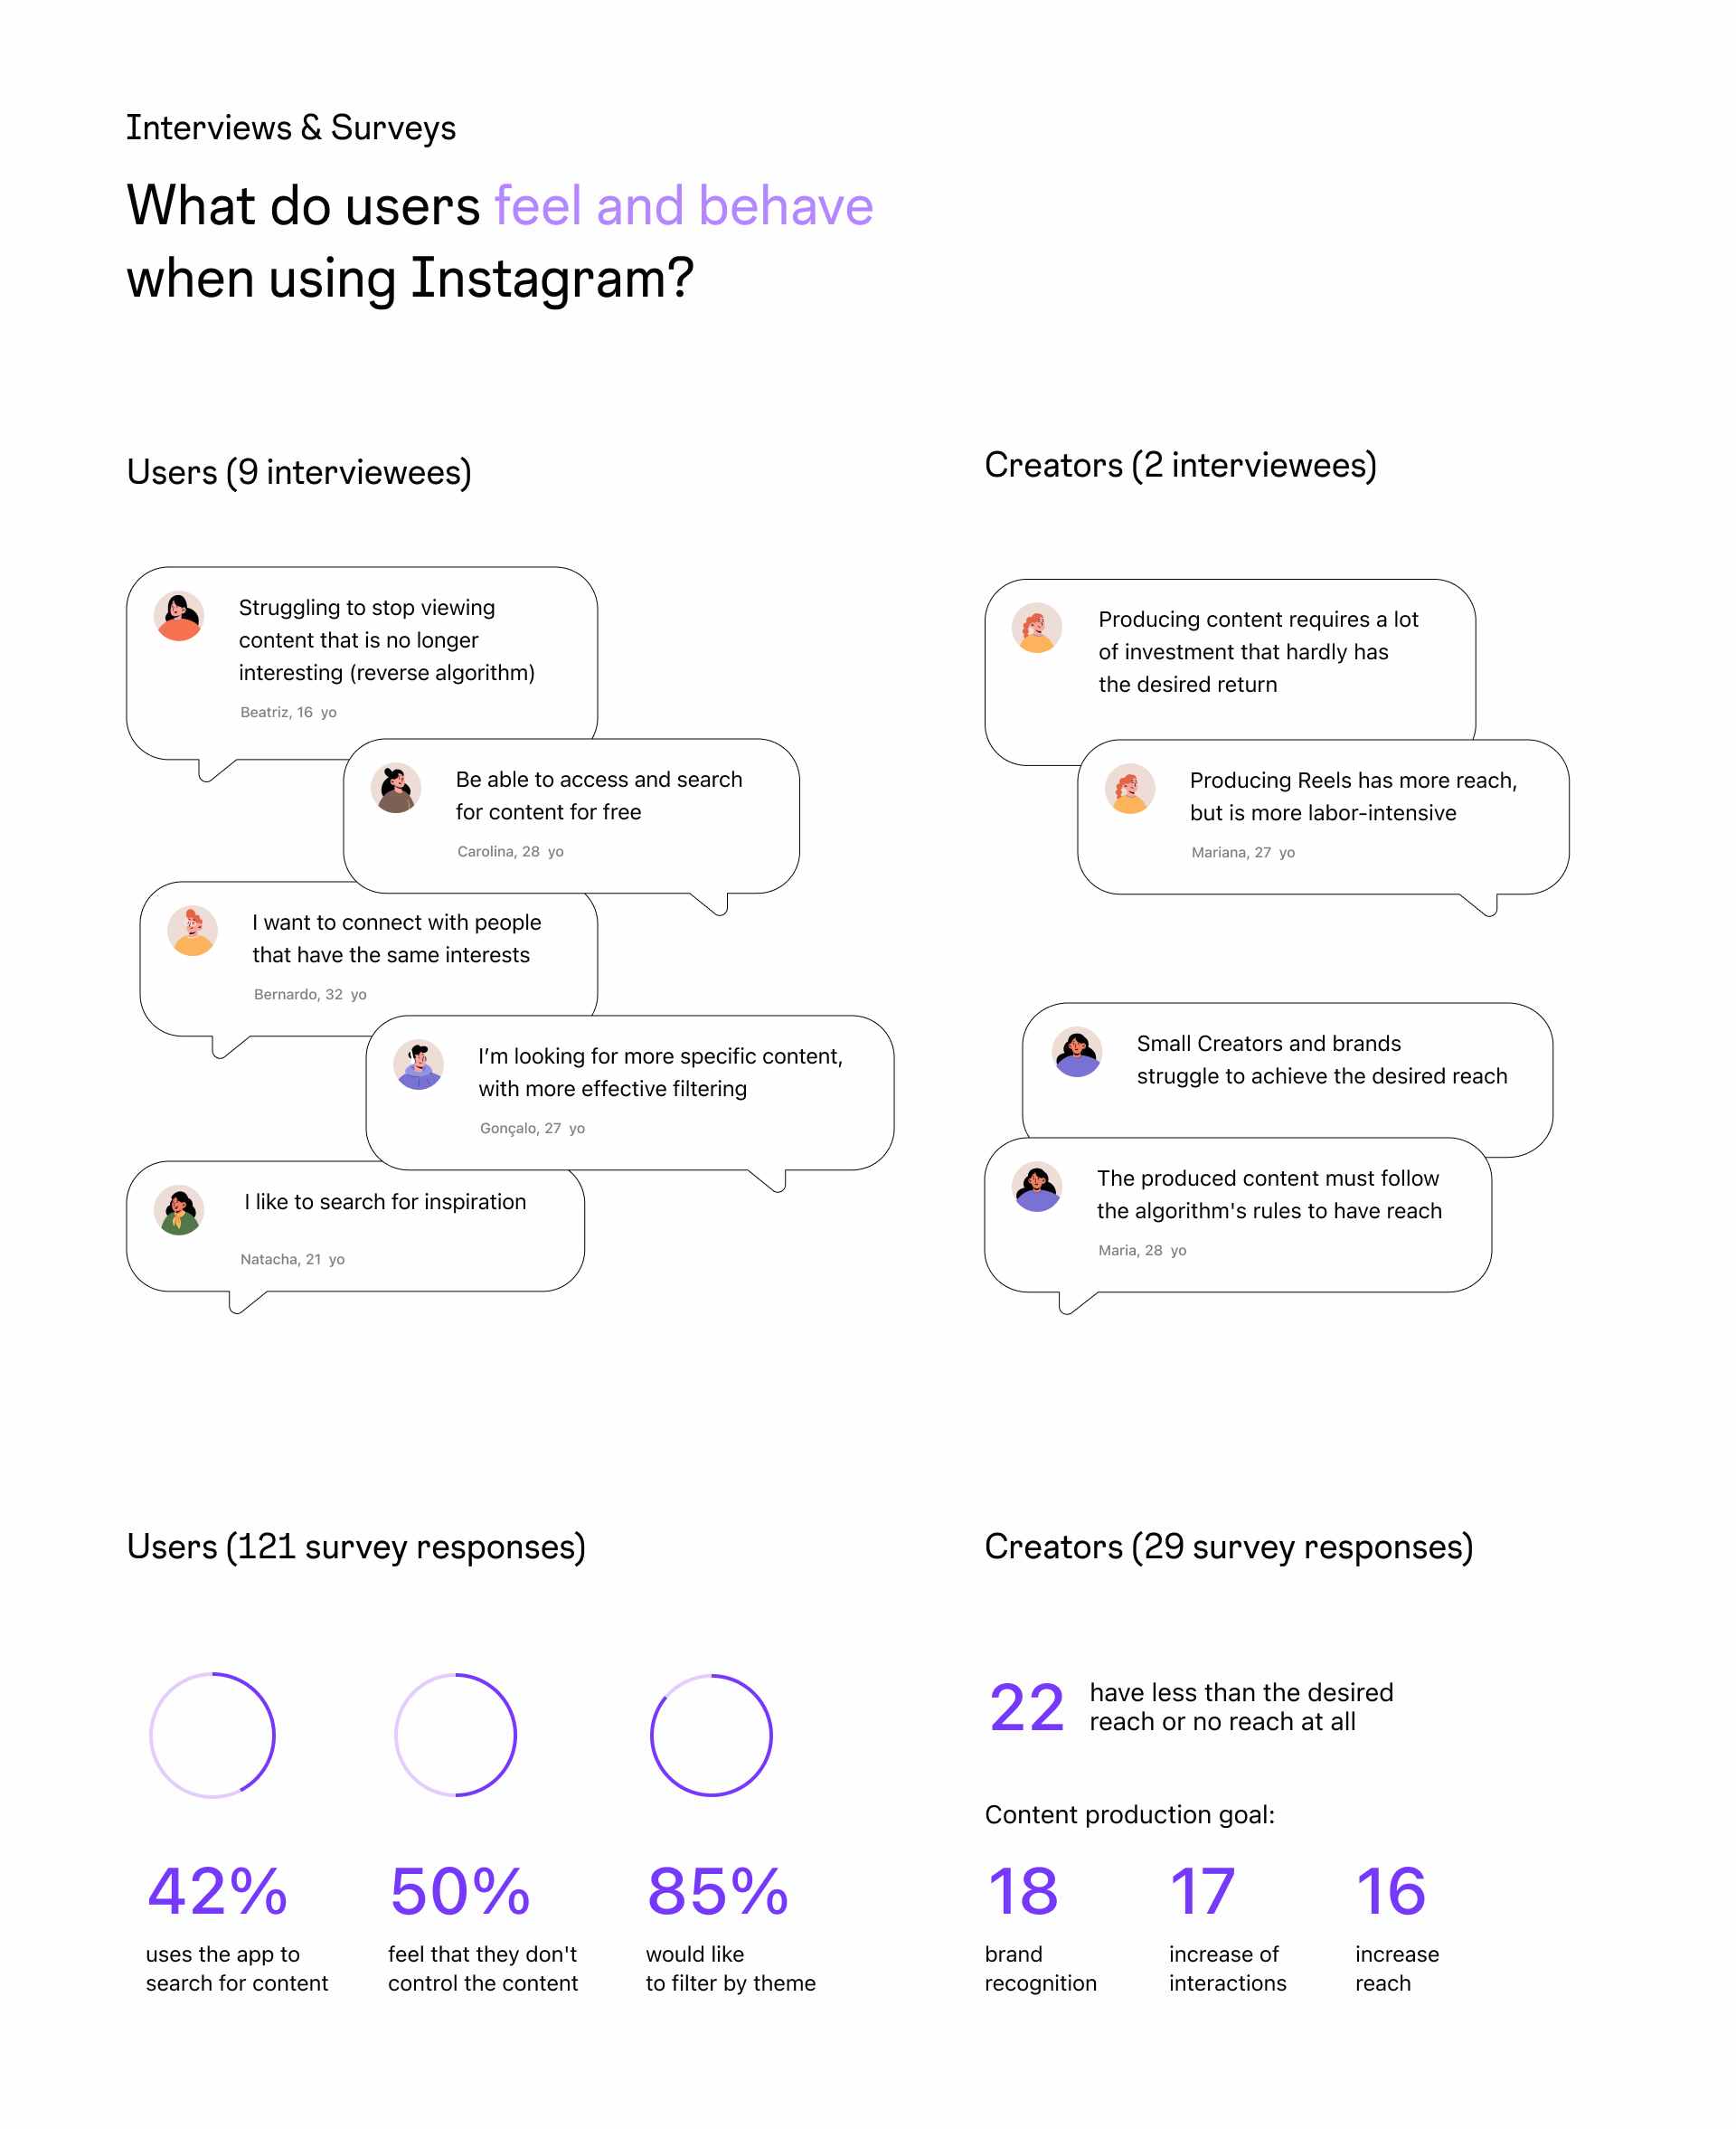 Interviews & Surveys
What do users feel and behave
when using Instagram?
Users (9 interviewees)
Struggling to stop viewing
content that is no longer
interesting (reverse algorithm)
Beatriz, 16 yo
Be able to access and search
for content for free
Carolina, 28 yo
I want to connect with people
that have the same interests
Bernardo, 32 yo
I’m looking for more specific content,
with more effective filtering
Gonçalo, 27 yo
I like to search for inspiration
Natacha, 21 yo
Creators (2 interviewees)
Producing content requires a lot
of investment that hardly has
the desired return
Producing Reels has more reach,
but is more labor-intensive
Mariana, 27 yo
Small Creators and brands
struggle to achieve the desired reach
The produced content must follow
the algorithm's rules to have reach
Maria, 28 yo
Users (121 survey responses)
42%
uses the app to
search for content
50%
feel that they don't
control the content
85%
would like
to filter by theme
Creators (29 survey responses)
22
have less than the desired
reach or no reach at all
Content production goal:
18
brand
recognition
17
increase of
interactions
16
increase
reach